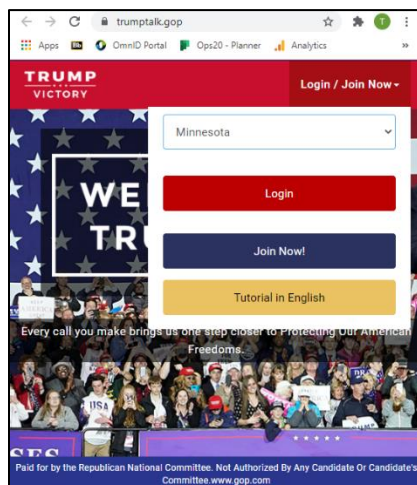 trumptalk.gop
T
Apps
OmnID Portal
Ops20 - Planner
Analytics
»
TRUMP
VICTORY
Login / Join Now
Minnesota
Login
WE
Join Now!
TRU
Tutorial in English
Every call you make brings us one step closer to Protecting Our American
Freedoms.
USA
SES
Paid for by the Republican National Committee. Not Authorized By Any Candidate Or Candidate's
Committee.www.gop.com